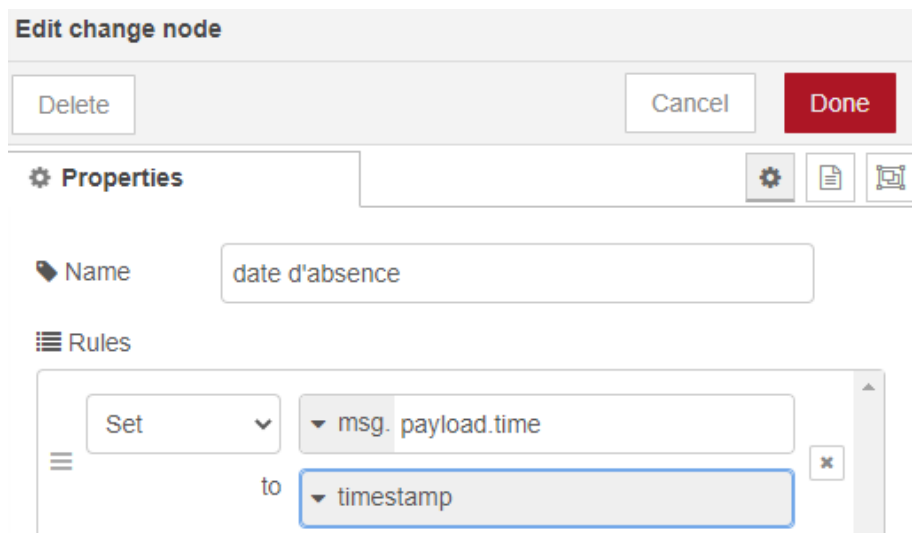 Edit change node
Delete Cancel Done
Properties
Name date d'absence
Rules
Set msg. payload.time
to timestamp